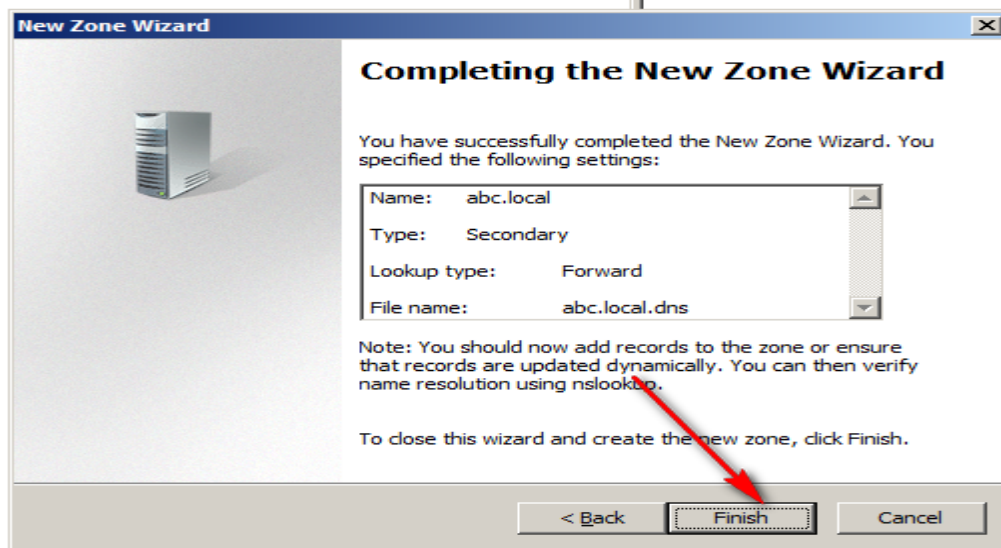 New Zone Wizard
Completing the New Zone Wizard
You have successfully completed the New Zone Wizard. You
specified the following settings:
Name: abc.local
Type: Secondary
Lookup type: Forward
File name: abc.local.dns
Note: You should now add records to the zone or ensure
that records are updated dynamically. You can then verify
name resolution using nslookup.
To close this wizard and create the new zone, click Finish.
< Back Finish Cancel